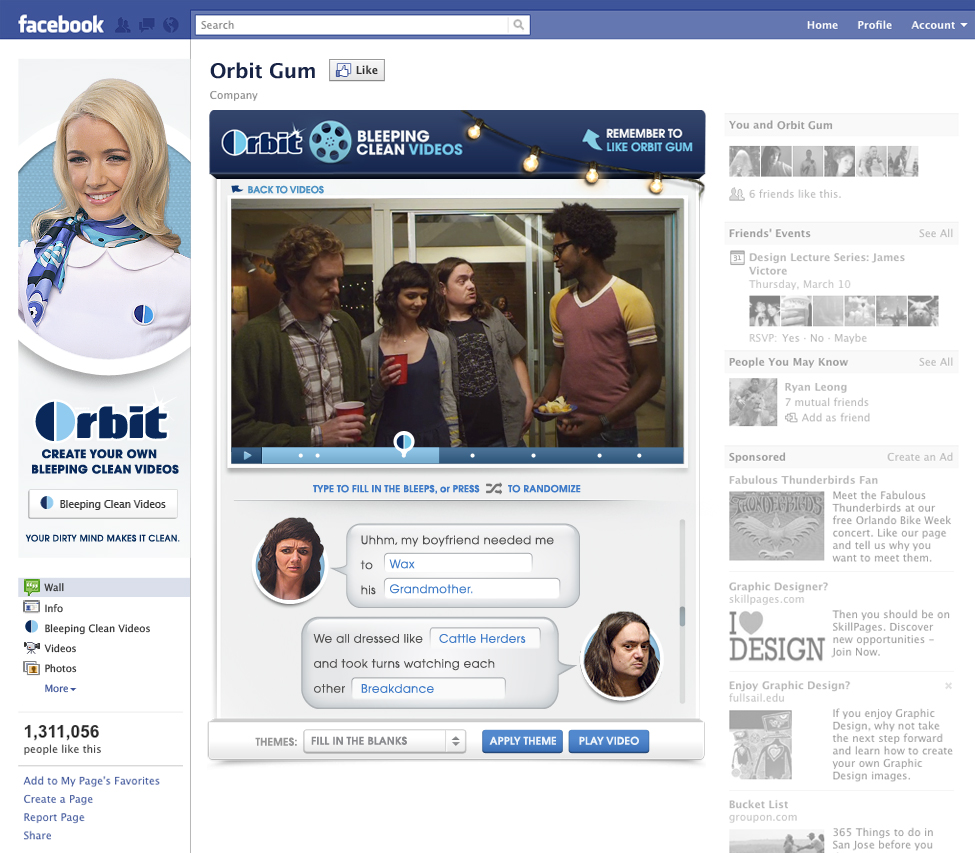 facebook
Search
Home Profile Account
Orbit Gum
Like
Company
Orbit
CREATE YOUR OWN
BLEEPING CLEAN VIDEOS
Bleeping Clean Videos
YOUR DIRTY MIND MAKES IT CLEAN.
Wall
Info
Bleeping Clean Videos
Videos
Photos
More
1,311,056
people like this
Add to My Page's Favorites
Create a Page
Report Page
Share
Orbit BLEEPING
CLEAN VIDEOS
REMEMBER TO
LIKE ORBIT GUM
BACK TO VIDEOS
TYPE TO FILL IN THE BLEEPS, or PRESS TO RANDOMIZE
Uhhm, my boyfriend needed me
to Wax
his Grandmother.
We all dressed like Cattle Herders
and took turns watching each
other Breakdance
THEMES: FILL IN THE BLANKS APPLY THEME PLAY VIDEO
You and Orbit Gum
6 friends like this.
Friends' Events See All
31
Design Lecture Series: James
Victore
Thursday, March 10
RSVP: Yes · No · Maybe
People You May Know See All
Ryan Leong
7 mutual friends
Add as friend
Sponsored Create an Ad
Fabulous Thunderbirds Fan
THUNDERBIRDS
Meet the Fabulous
Thunderbirds at our
free Orlando Bike Week
concert. Like our page
and tell us why you
want to meet them.
Graphic Designer?
skillpages.com
I
DESIGN
Then you should be on
SkillPages. Discover
new opportunities –
Join Now.
Enjoy Graphic Design?
fullsail.edu
If you enjoy Graphic
Design, why not take
the next step forward
and learn how to create
your own Graphic
Design images.
Bucket List
groupon.com
365 Things to do in
San Jose before you